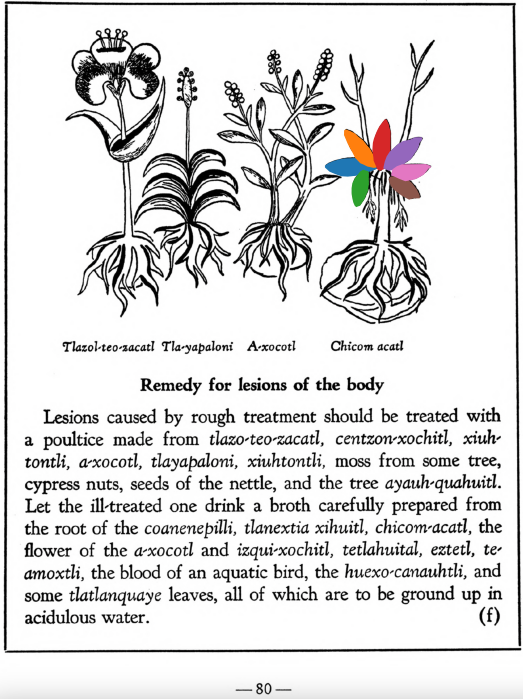 Tlazol-teo-zacatl Tla-yapaloni A-xocotl Chicom acatl
Remedy for lesions of the body
Lesions caused by rough treatment should be treated with
a poultice made from tlazo-teo-zacatl, centzon-xochitl, xiuh-
tontli, a-xocotl, tlayapaloni, xiuhtontli, moss from some tree,
cypress nuts, seeds of the nettle, and the tree ayauh-quahuitl.
Let the ill-treated one drink a broth carefully prepared from
the root of the coanenepilli, tlanextia xihuitl, chicom-acatl, the
flower of the a-xocotl and izqui-xochitl, tetlahuital, eztetl, te-
amoxtli, the blood of an aquatic bird, the huexo-canauhtli, and
some tlatlanquaye leaves, all of which are to be ground up in
acidulous water. (f)
— 80 —